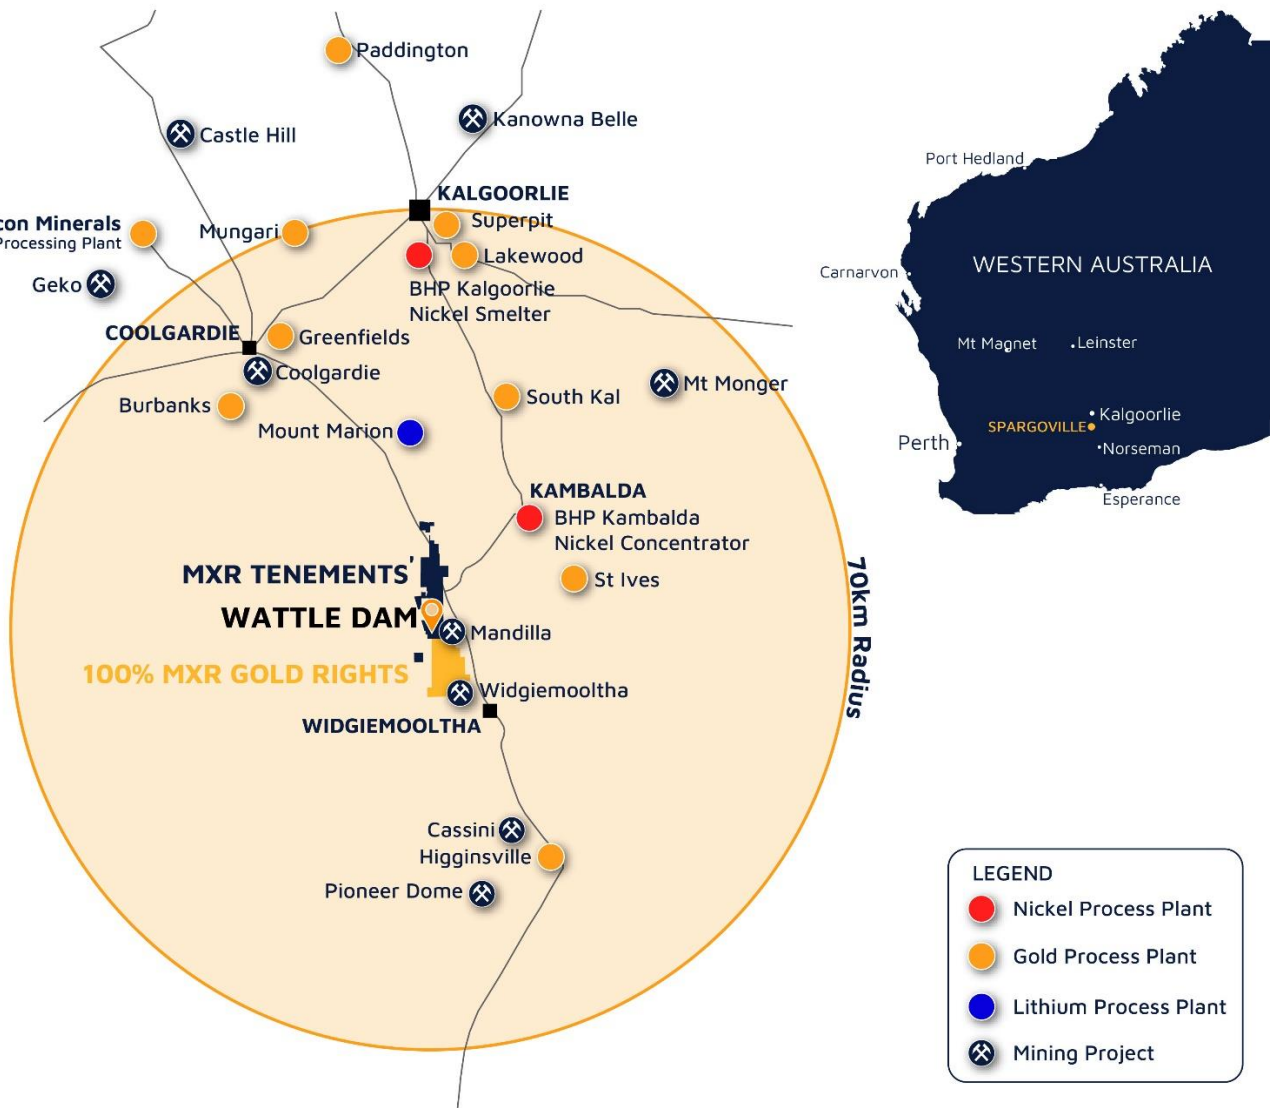 Paddington
Kanowna Belle
Castle Hill
KALGOORLIE
Superpit
con Minerals
Processing Plant
Mungari
Lakewood
Geko
BHP Kalgoorlie
Nickel Smelter
COOLGARDIE
Greenfields
Coolgardie
Mt Monger
Burbanks
South Kal
Mount Marion
KAMBALDA
BHP Kambalda
Nickel Concentrator
MXR TENEMENTS
St Ives
WATTLE DAM
Mandilla
100% MXR GOLD RIGHTS
Widgiemooltha
WIDGIEMOOLTHA
70km Radius
Cassini
Higginsville
Pioneer Dome
Port Hedland
WESTERN AUSTRALIA
Carnarvon
Mt Magnet
Leinster
Kalgoorlie
SPARGOVILLE
Perth
Norseman
Esperance
LEGEND
Nickel Process Plant
Gold Process Plant
Lithium Process Plant
Mining Project